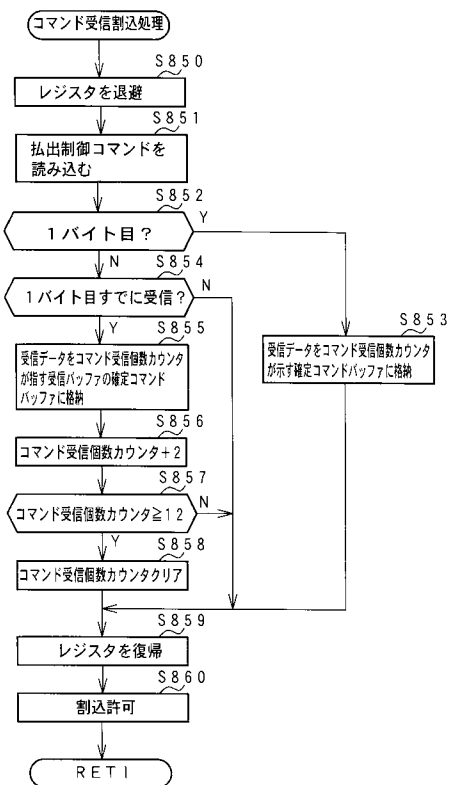 コマンド受信割込処理
S850
レジスタを退避
S851
払出制御コマンドを
読み込む
S852
1バイト目?
Y
N
S854
1バイト目すでに受信?
N
Y
S853
受信データをコマンド受信個数カウンタ
が示す確定コマンドバッファに格納
S855
受信データをコマンド受信個数カウンタ
が指す受信バッファの確定コマンド
バッファに格納
S856
コマンド受信個数カウンタ+2
S857
コマンド受信個数カウンタ≧12
N
Y
S858
コマンド受信個数カウンタクリア
S859
レジスタを復帰
S860
割込許可
RETI